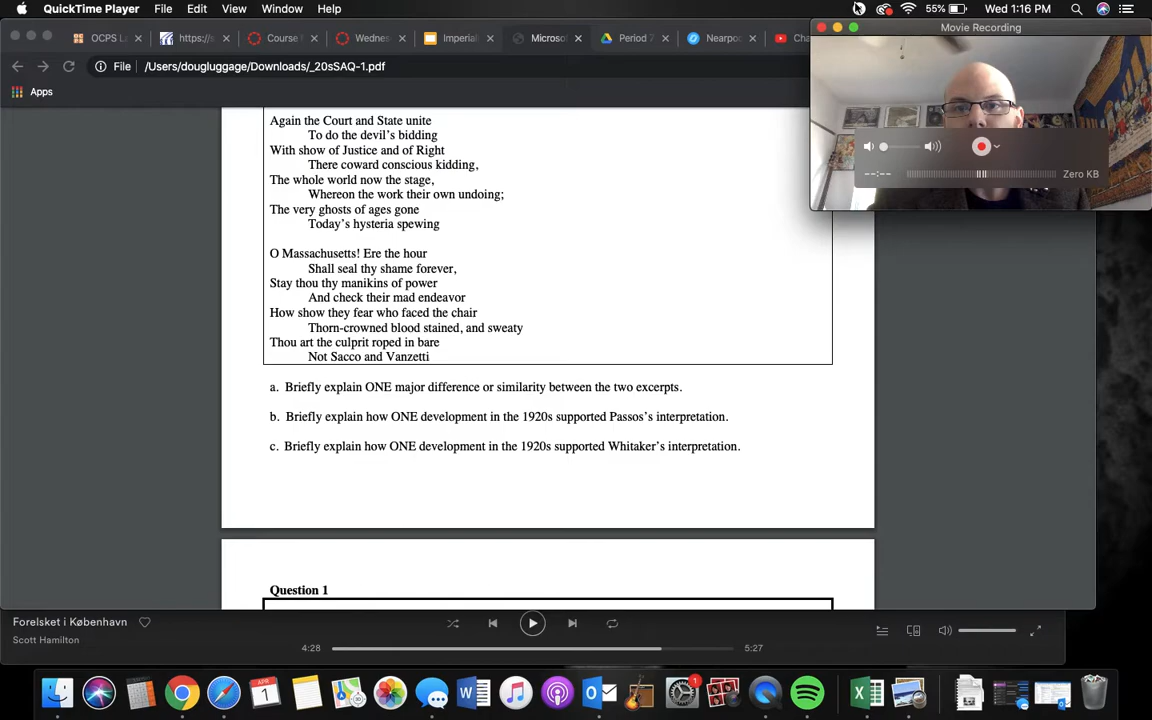 QuickTime Player File Edit View Window Help 55% Wed 1:16 PM
Movie Recording
OCPS La × https://s × Course × Wednes × Imperial × Microso × Period 7 × Nearpod × Cha
File /Users/dougluggage/Downloads/_20sSAQ-1.pdf
Apps
--:-- Zero KB
Again the Court and State unite
To do the devil's bidding
With show of Justice and of Right
There coward conscious kidding,
The whole world now the stage,
Whereon the work their own undoing;
The very ghosts of ages gone
Today's hysteria spewing
O Massachusetts! Ere the hour
Shall seal thy shame forever,
Stay thou thy manikins of power
And check their mad endeavor
How show they fear who faced the chair
Thorn-crowned blood stained, and sweaty
Thou art the culprit roped in bare
Not Sacco and Vanzetti
a. Briefly explain ONE major difference or similarity between the two excerpts.
b. Briefly explain how ONE development in the 1920s supported Passos's interpretation.
c. Briefly explain how ONE development in the 1920s supported Whitaker's interpretation.
Question 1
Forelsket i København
Scott Hamilton
4:28 5:27
APR
1
1